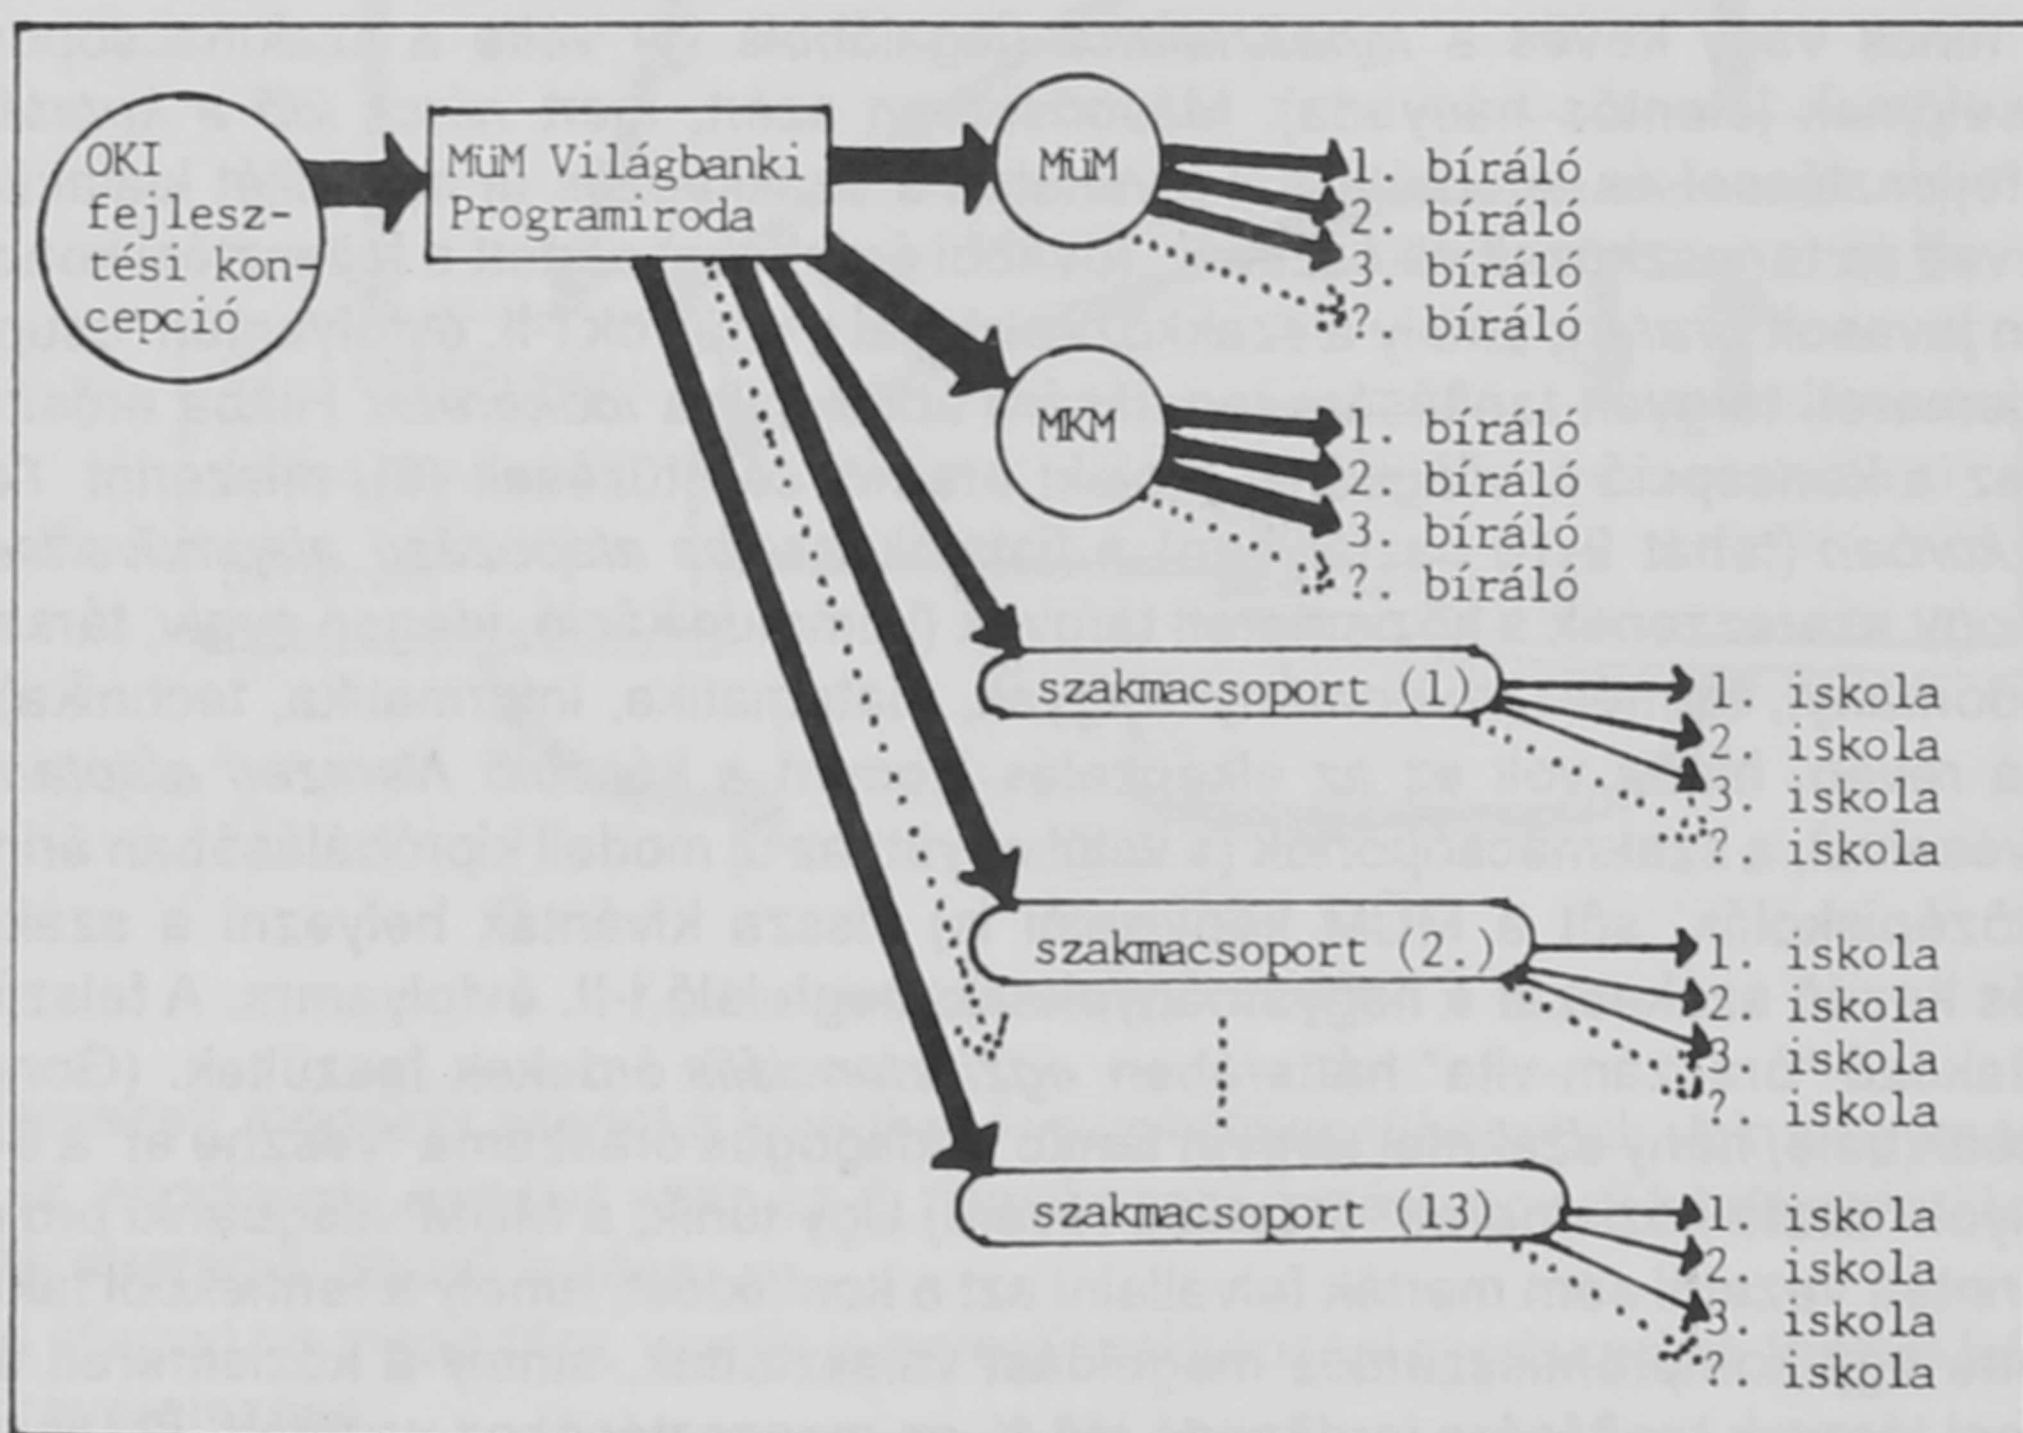 OKI
fejlesz-
tési kon-
cepció
MüM Világbanki
Programiroda
MüM
1. bíráló
2. bíráló
3. bíráló
?. bíráló
MKM
1. bíráló
2. bíráló
3. bíráló
?. bíráló
szakmacsoport (1)
1. iskola
2. iskola
3. iskola
?. iskola
szakmacsoport (2.)
1. iskola
2. iskola
3. iskola
?. iskola
szakmacsoport (13)
1. iskola
2. iskola
3. iskola
?. iskola